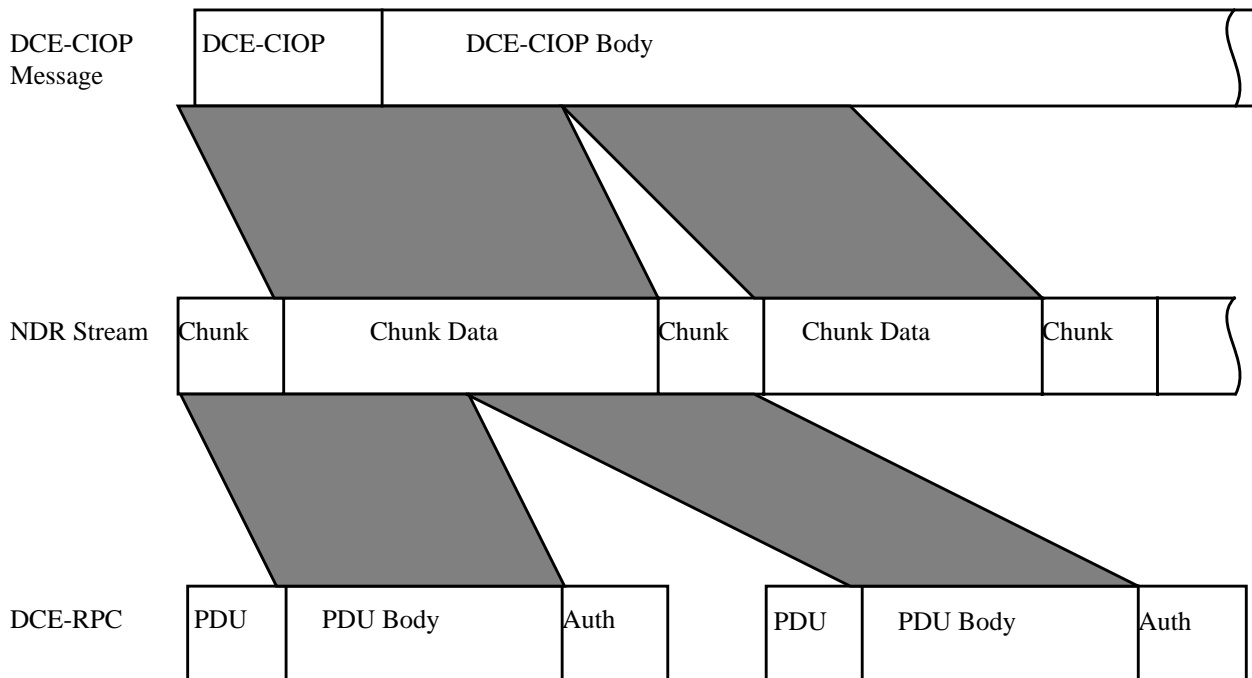 DCE-CIOP Message DCE-CIOP DCE-CIOP Body
NDR Stream Chunk Chunk Data Chunk Chunk Data Chunk
DCE-RPC PDU PDU Body Auth PDU PDU Body Auth